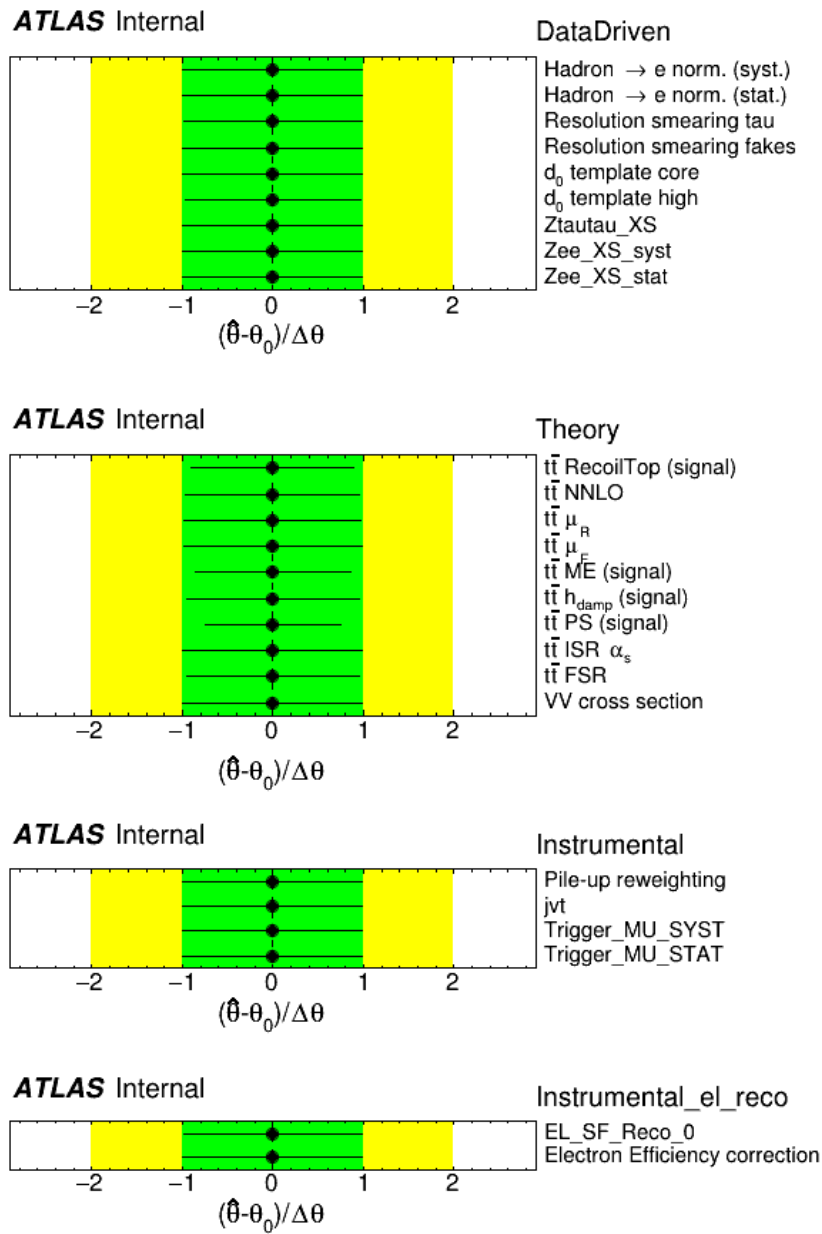 ATLAS Internal
DataDriven
Hadron → e norm. (syst.)
Hadron → e norm. (stat.)
Resolution smearing tau
Resolution smearing fakes
d₀ template core
d₀ template high
Ztautau_XS
Zee_XS_syst
Zee_XS_stat
−2 −1 0 1 2
(θ̂-θ₀)/Δθ
ATLAS Internal
Theory
tt̄ RecoilTop (signal)
tt̄ NNLO
tt̄ μ_R
tt̄ μ_F
tt̄ ME (signal)
tt̄ h_damp (signal)
tt̄ PS (signal)
tt̄ ISR α_s
tt̄ FSR
VV cross section
−2 −1 0 1 2
(θ̂-θ₀)/Δθ
ATLAS Internal
Instrumental
Pile-up reweighting
jvt
Trigger_MU_SYST
Trigger_MU_STAT
−2 −1 0 1 2
(θ̂-θ₀)/Δθ
ATLAS Internal
Instrumental_el_reco
EL_SF_Reco_0
Electron Efficiency correction
−2 −1 0 1 2
(θ̂-θ₀)/Δθ